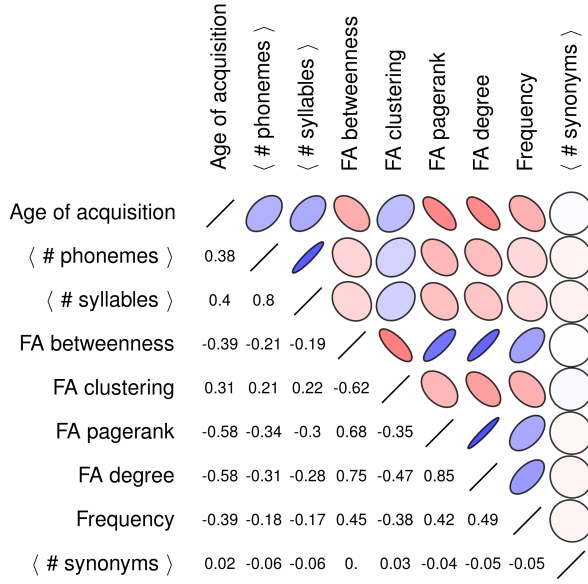 Age of acquisition
⟨ # phonemes ⟩
⟨ # syllables ⟩
FA betweenness
FA clustering
FA pagerank
FA degree
Frequency
⟨ # synonyms ⟩
Age of acquisition
⟨ # phonemes ⟩ 0.38
⟨ # syllables ⟩ 0.4 0.8
FA betweenness -0.39 -0.21 -0.19
FA clustering 0.31 0.21 0.22 -0.62
FA pagerank -0.58 -0.34 -0.3 0.68 -0.35
FA degree -0.58 -0.31 -0.28 0.75 -0.47 0.85
Frequency -0.39 -0.18 -0.17 0.45 -0.38 0.42 0.49
⟨ # synonyms ⟩ 0.02 -0.06 -0.06 0. 0.03 -0.04 -0.05 -0.05